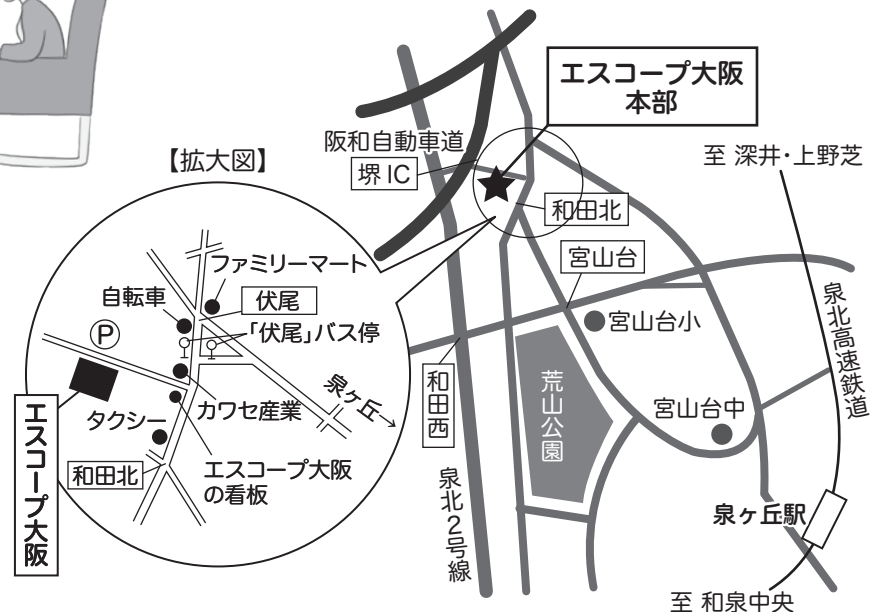 エスコープ大阪
本部
阪和自動車道
堺IC
至 深井・上野芝
【拡大図】
和田北
宮山台
ファミリーマート
自転車
伏尾
P
「伏尾」バス停
宮山台小
泉北高速鉄道
和田西
荒山公園
泉ヶ丘→
カワセ産業
タクシー
宮山台中
エスコープ大阪
和田北
エスコープ大阪
の看板
泉北2号線
泉ヶ丘駅
至 和泉中央